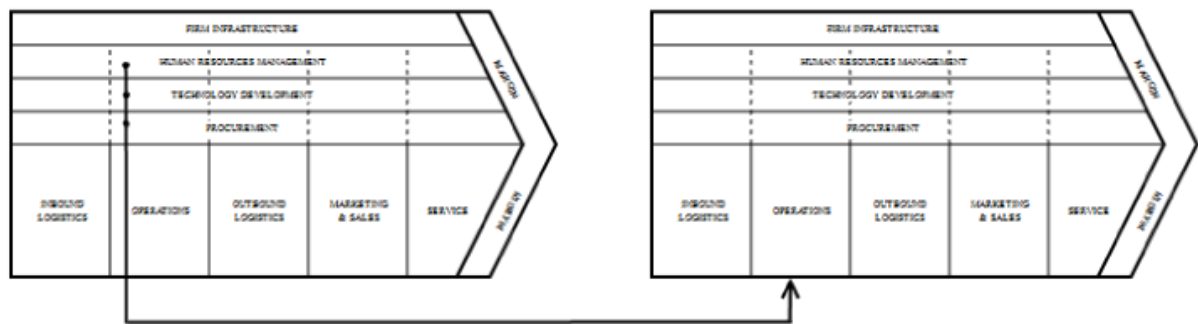 FIRM INFRASTRUCTURE
HUMAN RESOURCES MANAGEMENT
TECHNOLOGY DEVELOPMENT
PROCUREMENT
INBOUND
LOGISTICS
OPERATIONS
OUTBOUND
LOGISTICS
MARKETING
& SALES
SERVICE
MARGIN
MARGIN
FIRM INFRASTRUCTURE
HUMAN RESOURCES MANAGEMENT
TECHNOLOGY DEVELOPMENT
PROCUREMENT
INBOUND
LOGISTICS
OPERATIONS
OUTBOUND
LOGISTICS
MARKETING
& SALES
SERVICE
MARGIN
MARGIN